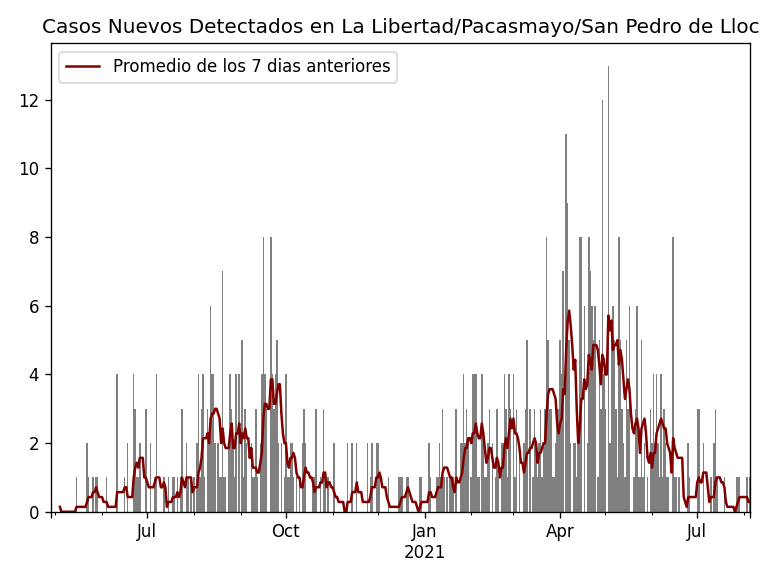 Casos Nuevos Detectados en La Libertad/Pacasmayo/San Pedro de Lloc
Promedio de los 7 dias anteriores
12
10
8
6
4
2
0
Jul Oct Jan Apr Jul
2021